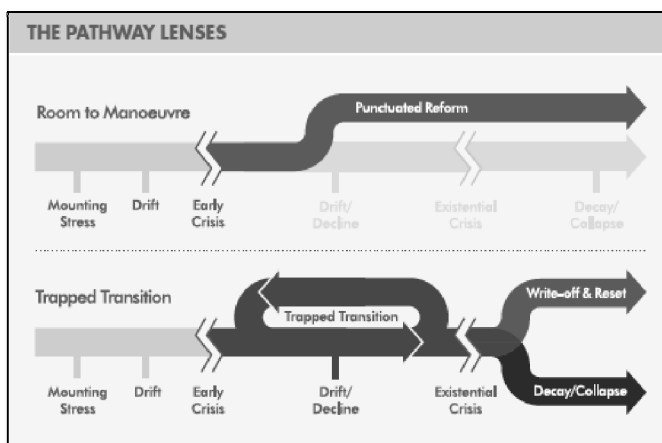 THE PATHWAY LENSES
Room to Manoeuvre
Punctuated Reform
Mounting
Stress
Drift
Early
Crisis
Drift/
Decline
Existential
Crisis
Decay/
Collapse
Trapped Transition
Trapped Transition
Write-off & Reset
Decay/Collapse
Mounting
Stress
Drift
Early
Crisis
Drift/
Decline
Existential
Crisis